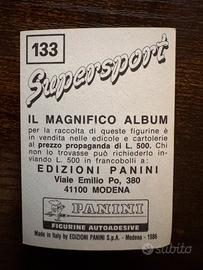 133
Supersport
IL MAGNIFICO ALBUM
per la raccolta di queste figurine è
in vendita nelle edicole e cartolerie
al prezzo propaganda di L. 500. Chi
non lo trovasse può richiederlo in-
viando L. 500 in francobolli a:
EDIZIONI PANINI
Viale Emilio Po, 380
41100 MODENA
PANINI
FIGURINE AUTOADESIVE
Made in Italy by EDIZIONI PANINI S.p.A. - Modena - 1986
subito